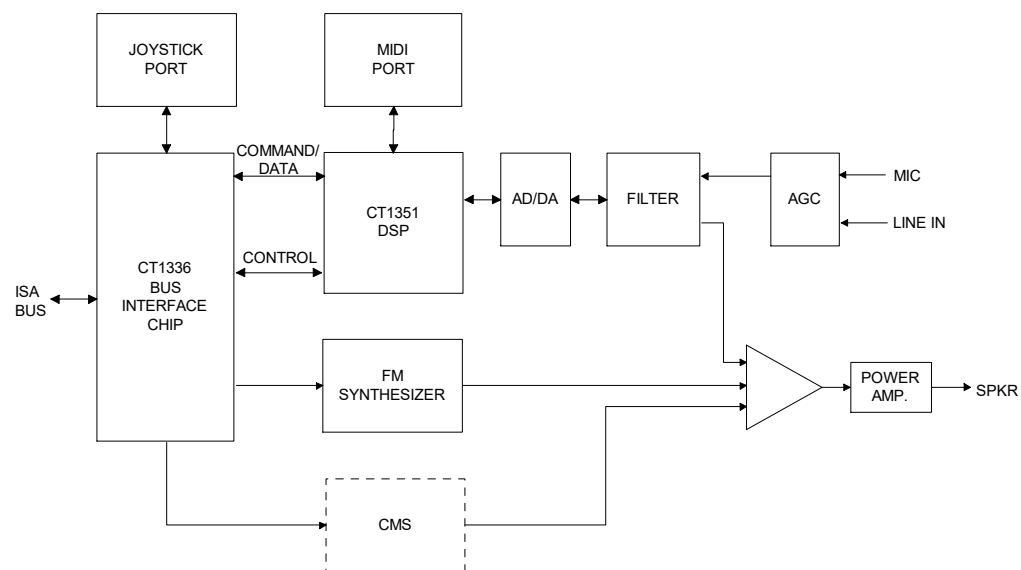 JOYSTICK
PORT
MIDI
PORT
COMMAND/
DATA
CT1351
DSP
AD/DA
FILTER
AGC
MIC
LINE IN
CONTROL
CT1336
BUS
INTERFACE
CHIP
ISA
BUS
FM
SYNTHESIZER
POWER
AMP.
SPKR
CMS